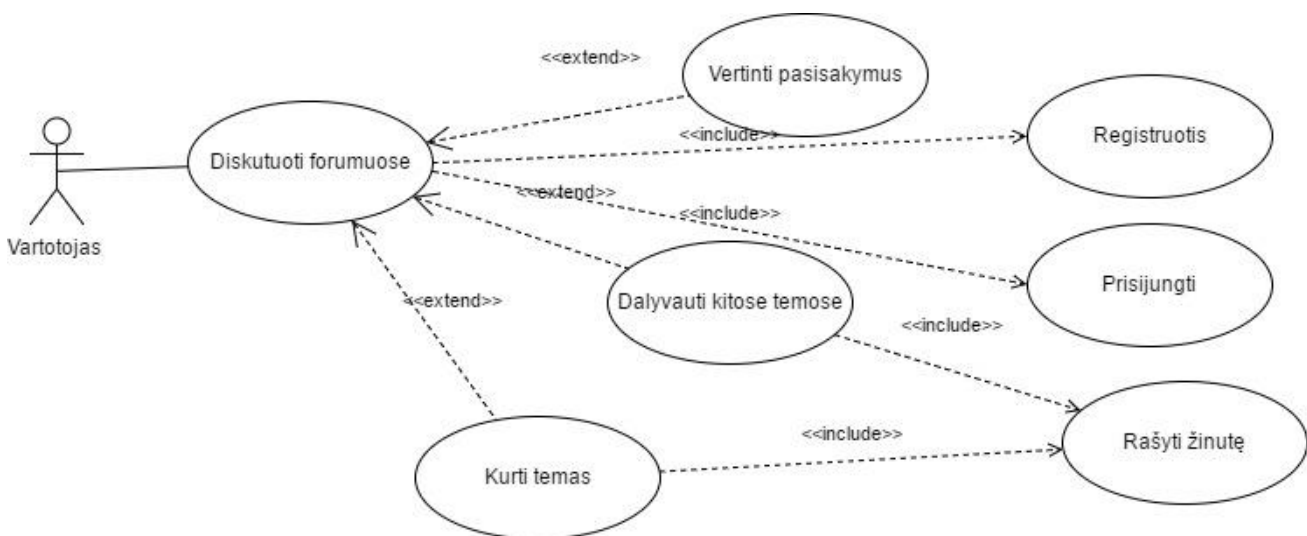 <<extend>>
Vertinti pasisakymus
<<include>>
Registruotis
Diskutuoti forumuose
<<extend>>
<<include>>
Vartotojas
Prisijungti
Dalyvauti kitose temose
<<extend>>
<<include>>
<<include>>
Rašyti žinutę
Kurti temas